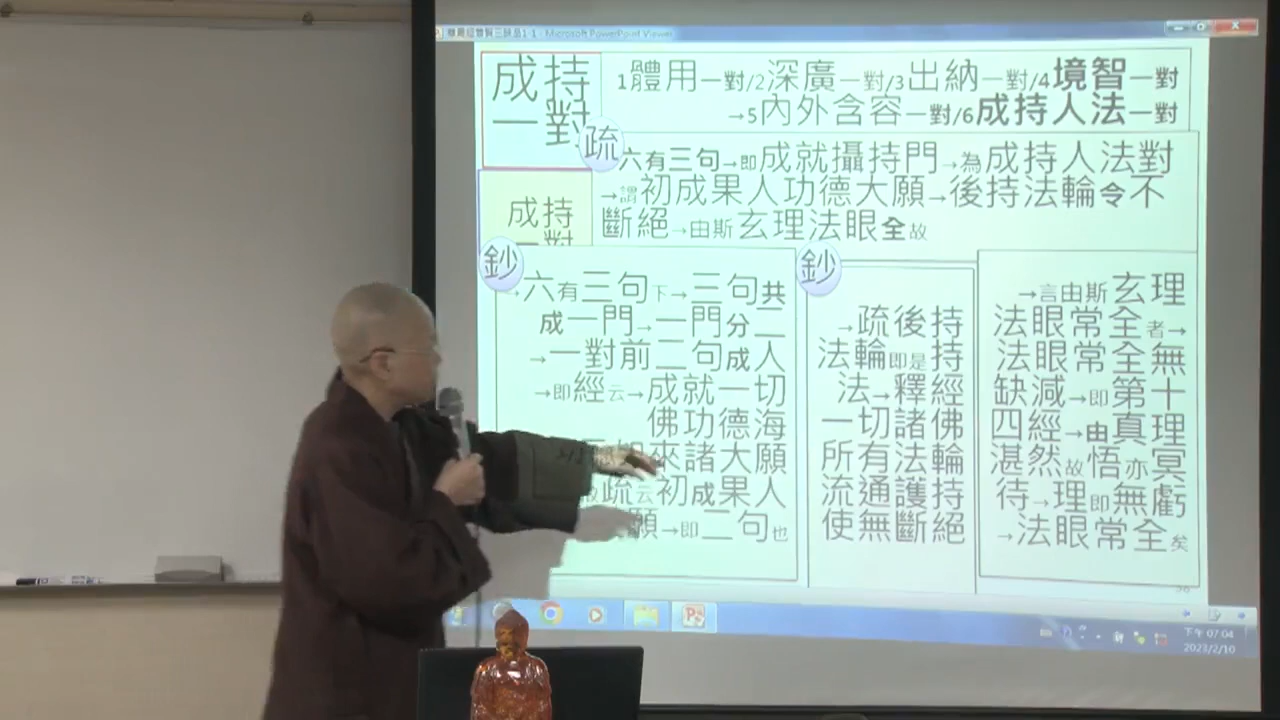 華嚴經普賢三昧品1-1 - Microsoft PowerPoint Viewer
成持
一對
1體用一對/2深廣一對/3出納一對/4境智一對
→5內外含容一對/6成持人法一對
疏
六有三句→即成就攝持門→為成持人法對
→謂初成果人功德大願→後持法輪令不
斷絕→由斯玄理法眼全故
成持
一對
鈔
→六有三句下→三句共
成一門→一門分二
→一對前二句成人
→即經云→成就一切
佛功德海
來諸大願
疏云初成果人
願→即二句也
鈔
→疏後持
法輪即是持
法→釋經
一切諸佛
所有法輪
流通護持
使無斷絕
→言由斯玄理
法眼常全者→
法眼常全無
缺減→即第十
四經→由真理
湛然故悟亦冥
待→理即無虧
→法眼常全矣
56
下午 07:04
2023/2/10